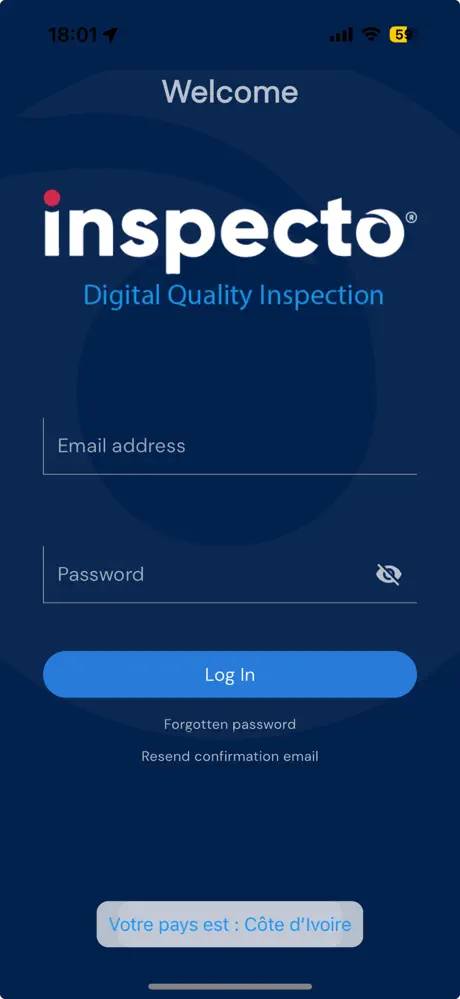 18:01
59
Welcome
inspecto®
Digital Quality Inspection
Email address
Password
Log In
Forgotten password
Resend confirmation email
Votre pays est : Côte d’Ivoire